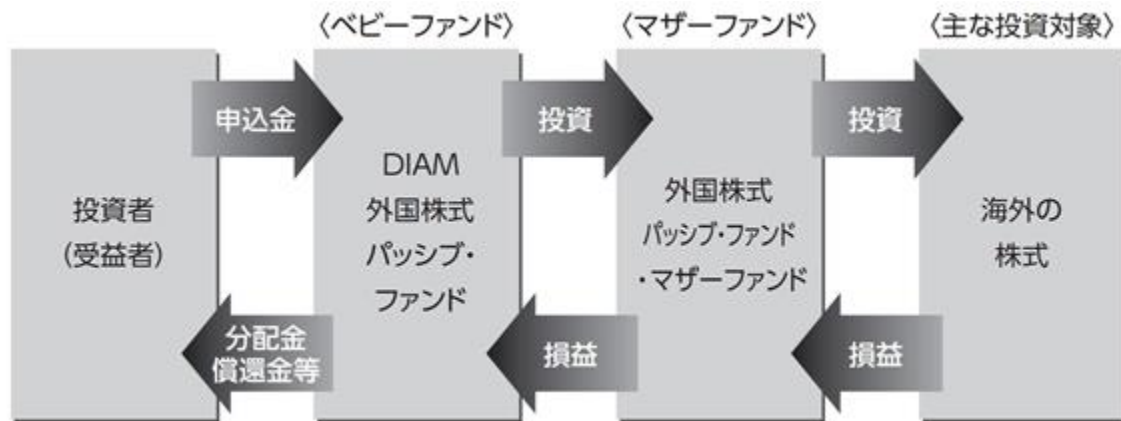 〈ベビーファンド〉
〈マザーファンド〉
〈主な投資対象〉
申込金
投資
投資
投資者
(受益者)
DIAM
外国株式
パッシブ・
ファンド
外国株式
パッシブ・ファンド
・マザーファンド
海外の
株式
分配金
償還金等
損益
損益